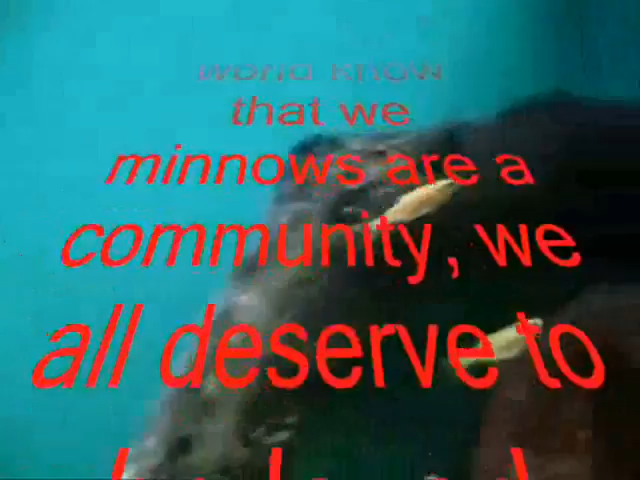 world know
that we
minnows are a
community, we
all deserve to